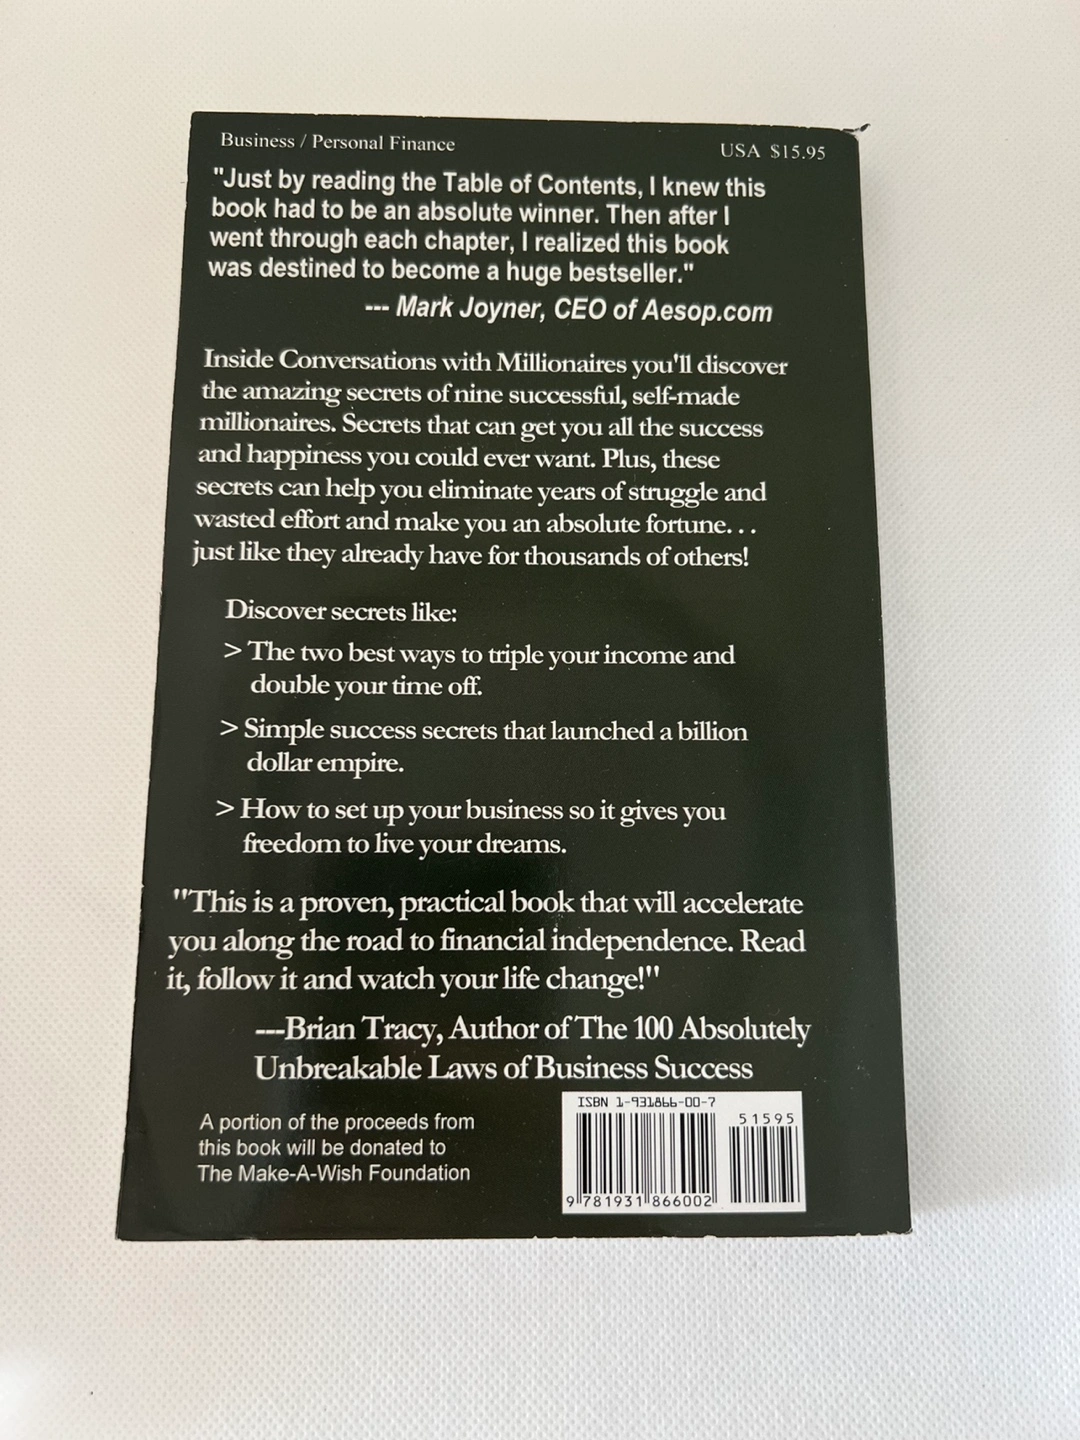 Business / Personal Finance
USA $15.95
"Just by reading the Table of Contents, I knew this
book had to be an absolute winner. Then after I
went through each chapter, I realized this book
was destined to become a huge bestseller."
--- Mark Joyner, CEO of Aesop.com
Inside Conversations with Millionaires you'll discover
the amazing secrets of nine successful, self-made
millionaires. Secrets that can get you all the success
and happiness you could ever want. Plus, these
secrets can help you eliminate years of struggle and
wasted effort and make you an absolute fortune. . .
just like they already have for thousands of others!
Discover secrets like:
> The two best ways to triple your income and
double your time off.
> Simple success secrets that launched a billion
dollar empire.
> How to set up your business so it gives you
freedom to live your dreams.
"This is a proven, practical book that will accelerate
you along the road to financial independence. Read
it, follow it and watch your life change!"
---Brian Tracy, Author of The 100 Absolutely
Unbreakable Laws of Business Success
A portion of the proceeds from
this book will be donated to
The Make-A-Wish Foundation
ISBN 1-931866-00-7
51595
9 781931 866002